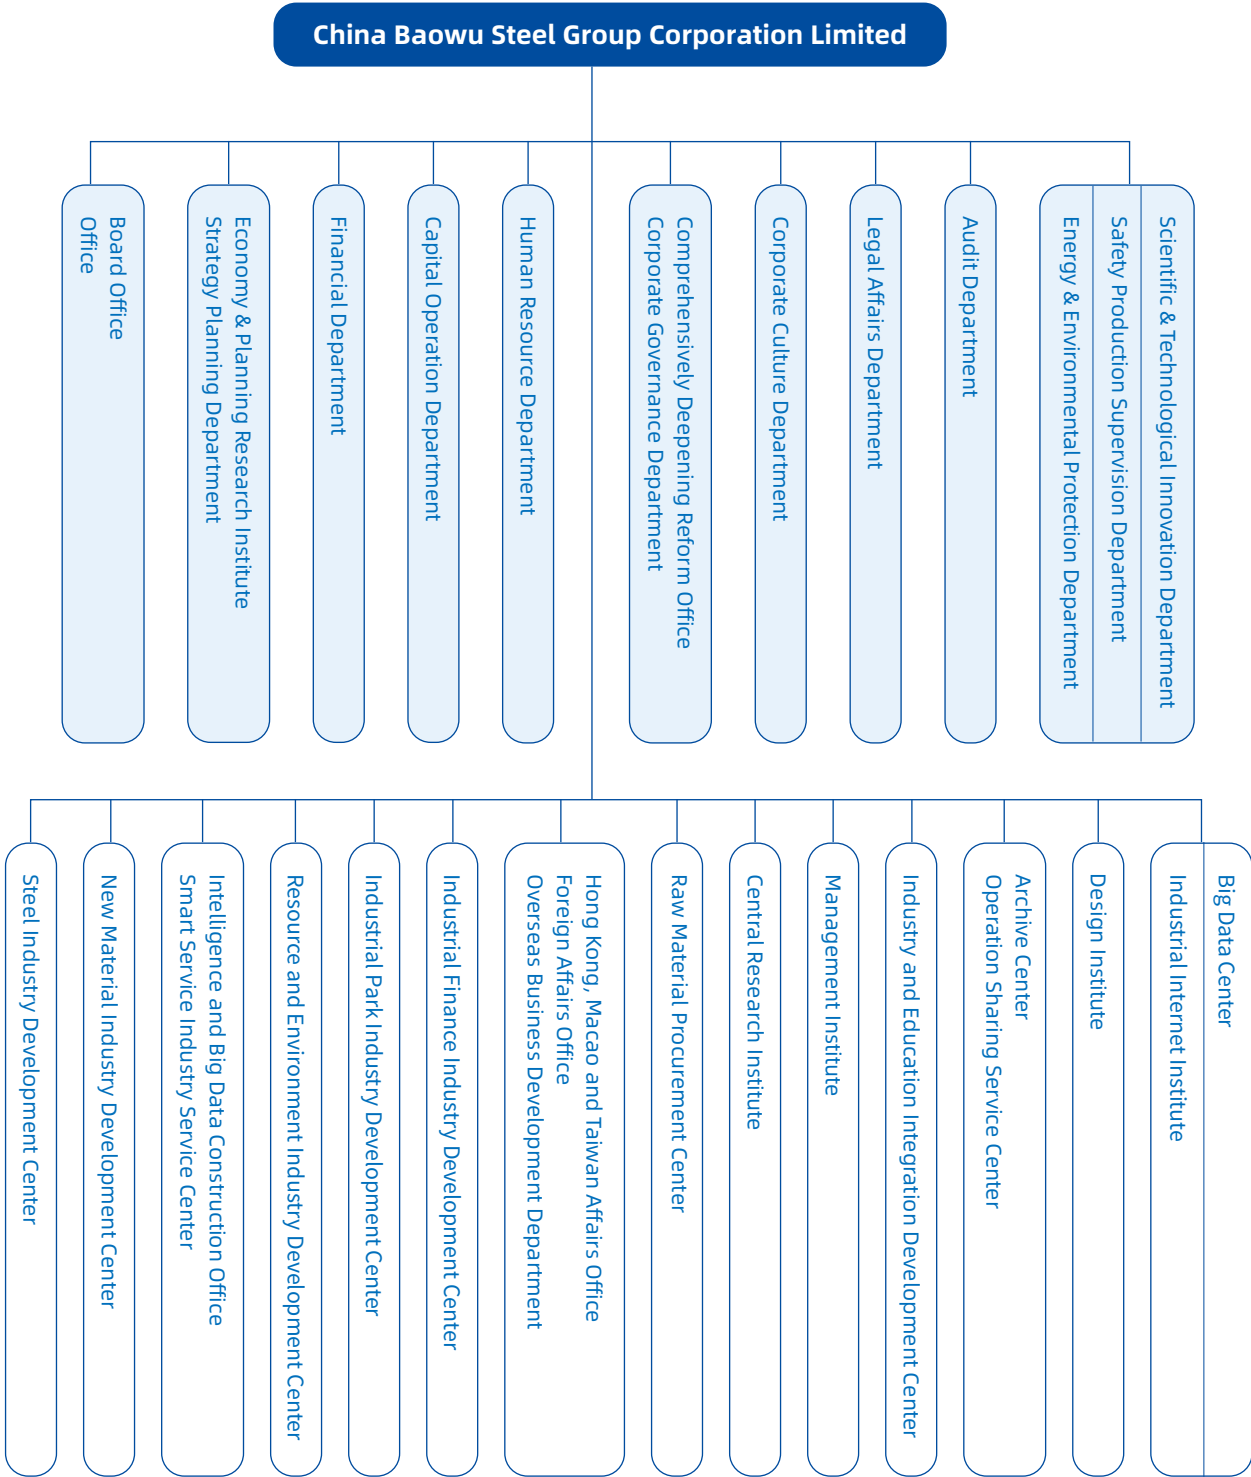 China Baowu Steel Group Corporation Limited
Board Office
Office
Economy & Planning Research Institute
Strategy Planning Department
Financial Department
Capital Operation Department
Human Resource Department
Comprehensively Deepening Reform Office
Corporate Governance Department
Corporate Culture Department
Legal Affairs Department
Audit Department
Scientific & Technological Innovation Department
Safety Production Supervision Department
Energy & Environmental Protection Department
Steel Industry Development Center
New Material Industry Development Center
Intelligence and Big Data Construction Office
Smart Service Industry Service Center
Resource and Environment Industry Development Center
Industrial Park Industry Development Center
Industrial Finance Industry Development Center
Hong Kong, Macao and Taiwan Affairs Office
Foreign Affairs Office
Overseas Business Development Department
Raw Material Procurement Center
Central Research Institute
Management Institute
Industry and Education Integration Development Center
Archive Center
Operation Sharing Service Center
Design Institute
Big Data Center
Industrial Internet Institute